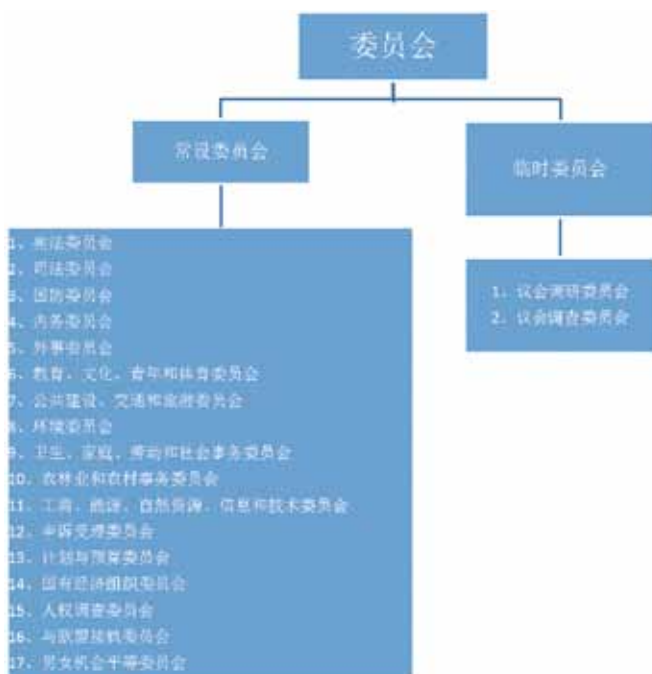 委员会
常设委员会
临时委员会
1、宪法委员会
2、司法委员会
3、国防委员会
4、内务委员会
5、外事委员会
6、教育、文化、青年和体育委员会
7、公共建设、交通和旅游委员会
8、环境委员会
9、卫生、家庭、劳动和社会事务委员会
10、农林业和农村事务委员会
11、工商、能源、自然资源、信息和技术委员会
12、申诉受理委员会
13、计划与预算委员会
14、国有经济组织委员会
15、人权调查委员会
16、与欧盟接轨委员会
17、男女机会平等委员会
1、议会调研委员会
2、议会调查委员会